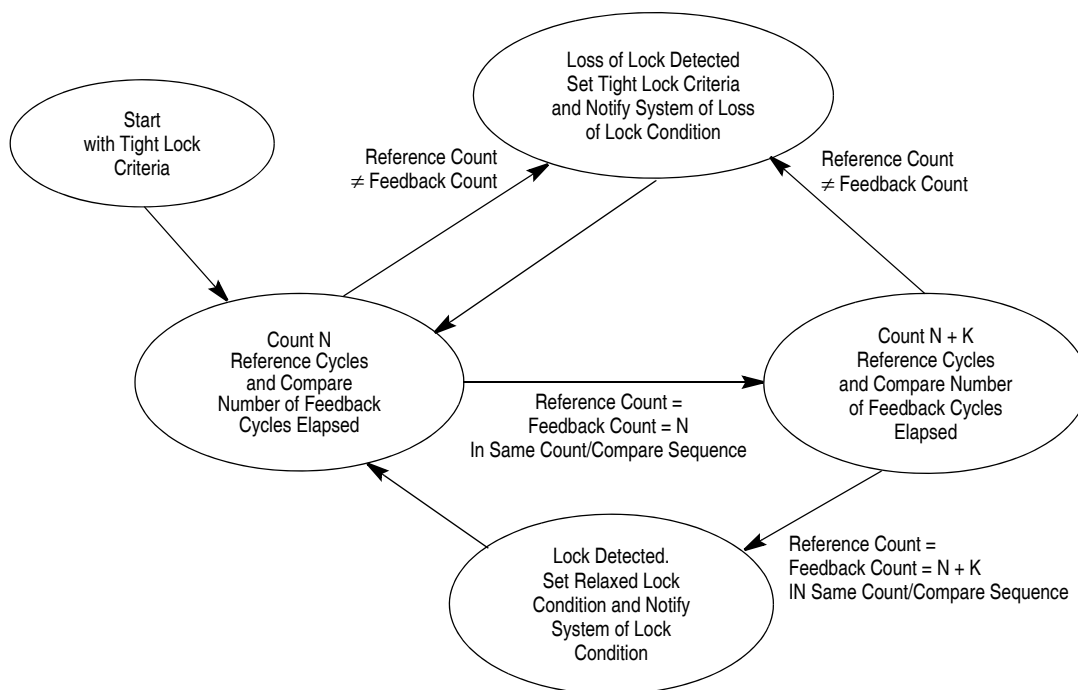 Loss of Lock Detected
Set Tight Lock Criteria
and Notify System of Loss
of Lock Condition
Start
with Tight Lock
Criteria
Reference Count
≠ Feedback Count
Reference Count
≠ Feedback Count
Count N
Reference Cycles
and Compare
Number of Feedback
Cycles Elapsed
Count N + K
Reference Cycles
and Compare Number
of Feedback Cycles
Elapsed
Reference Count =
Feedback Count = N
In Same Count/Compare Sequence
Lock Detected.
Set Relaxed Lock
Condition and Notify
System of Lock
Condition
Reference Count =
Feedback Count = N + K
IN Same Count/Compare Sequence